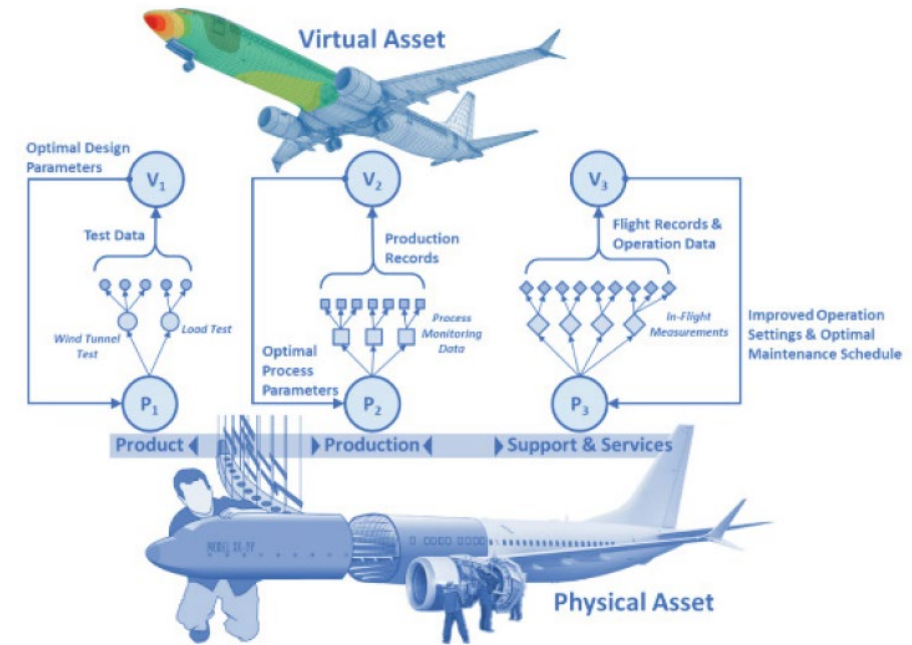 Virtual Asset
Optimal Design
Parameters
V1
V2
V3
Test Data
Production
Records
Flight Records &
Operation Data
Wind Tunnel
Test
Load Test
Process
Monitoring
Data
In-Flight
Measurements
Optimal
Process
Parameters
Improved Operation
Settings & Optimal
Maintenance Schedule
P1
P2
P3
Product
Production
Support & Services
Physical Asset